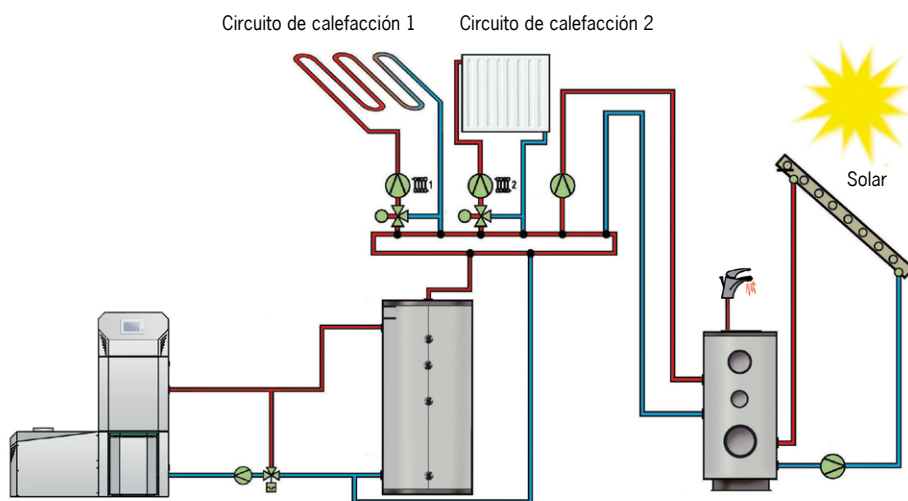 Circuito de calefacción 1
Circuito de calefacción 2
1
2
Solar